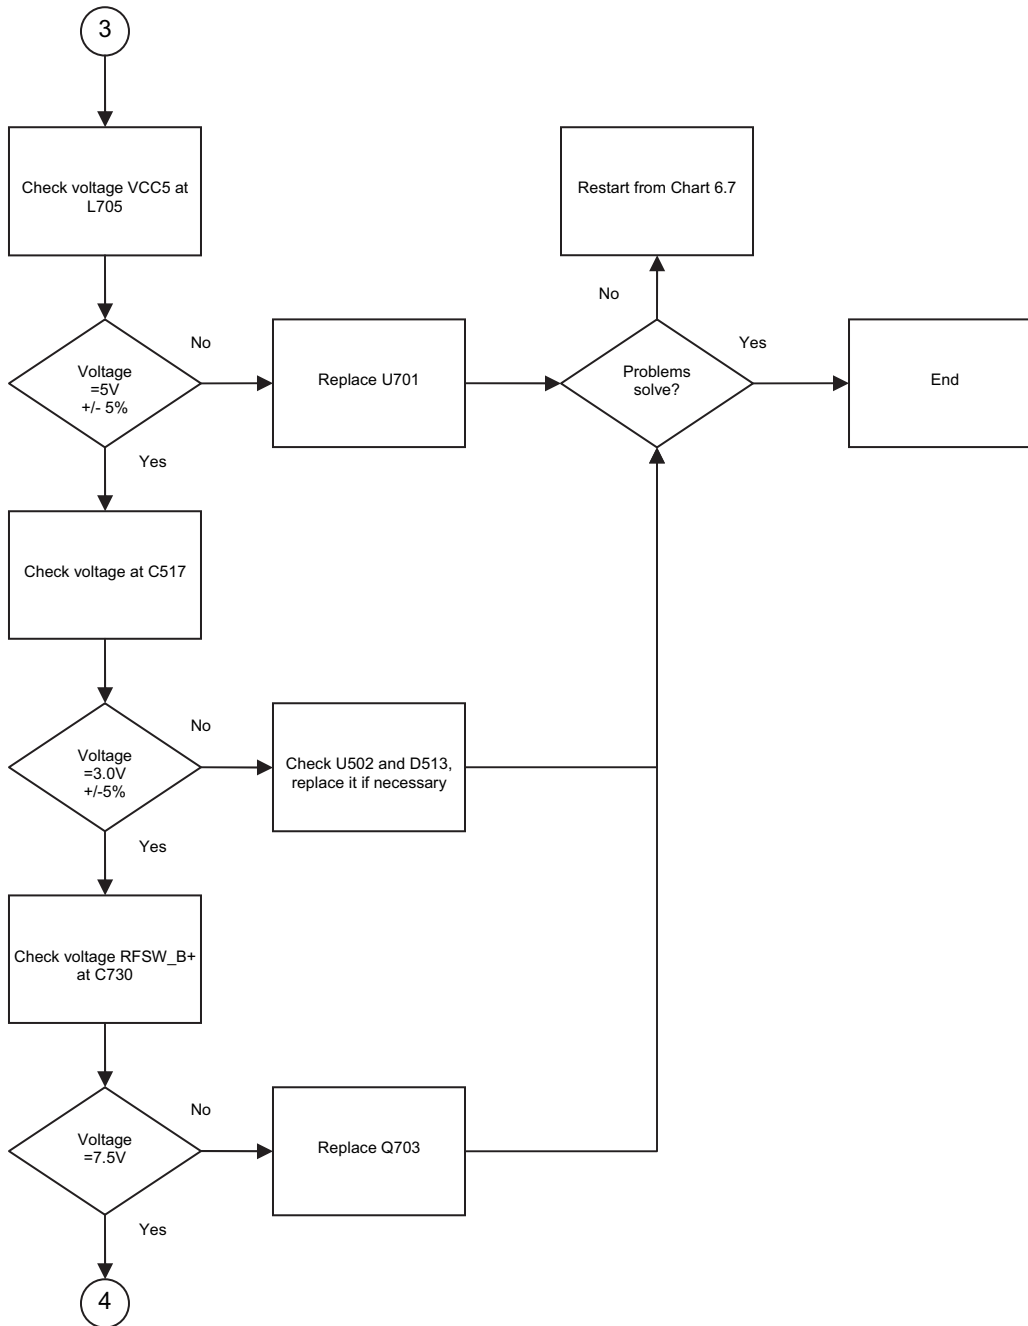 3
Check voltage VCC5 at
L705
Restart from Chart 6.7
No
No
Yes
Voltage
=5V
+/- 5%
Replace U701
Problems
solve?
End
Yes
Check voltage at C517
No
Voltage
=3.0V
+/-5%
Check U502 and D513,
replace it if necessary
Yes
Check voltage RFSW_B+
at C730
No
Voltage
=7.5V
Replace Q703
Yes
4